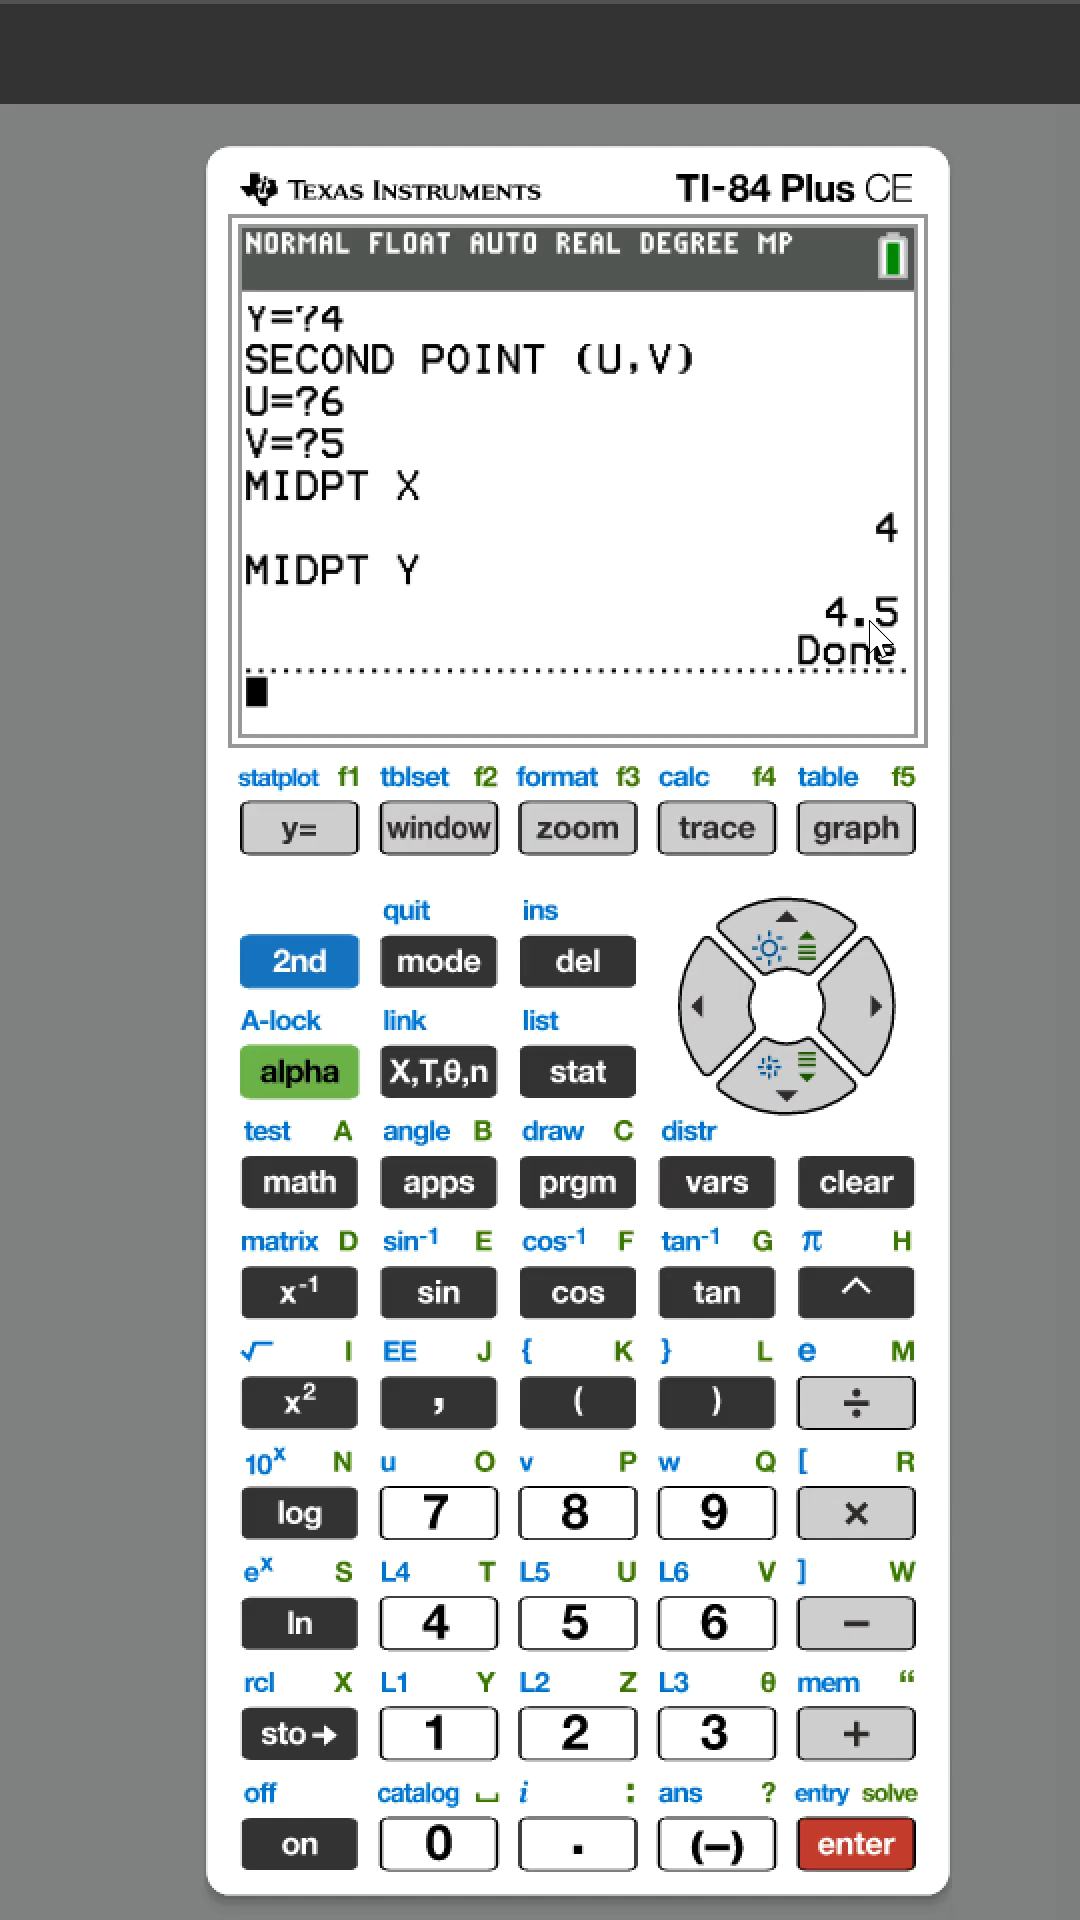 TEXAS INSTRUMENTS TI-84 Plus CE
NORMAL FLOAT AUTO REAL DEGREE MP
Y=?4
SECOND POINT (U,V)
U=?6
V=?5
MIDPT X
4
MIDPT Y
4.5
Done
statplot f1 tblset f2 format f3 calc f4 table f5
y= window zoom trace graph
quit ins
2nd mode del
A-lock link list
alpha X,T,θ,n stat
test A angle B draw C distr
math apps prgm vars clear
matrix D sin⁻¹ E cos⁻¹ F tan⁻¹ G π H
x⁻¹ sin cos tan ^
√ I EE J { K } L e M
x² , ( ) ÷
10ˣ N u O v P w Q [ R
log 7 8 9 ×
eˣ S L4 T L5 U L6 V ] W
ln 4 5 6 −
rcl X L1 Y L2 Z L3 θ mem “
sto→ 1 2 3 +
off catalog ⎵ i : ans ? entry solve
on 0 . (−) enter